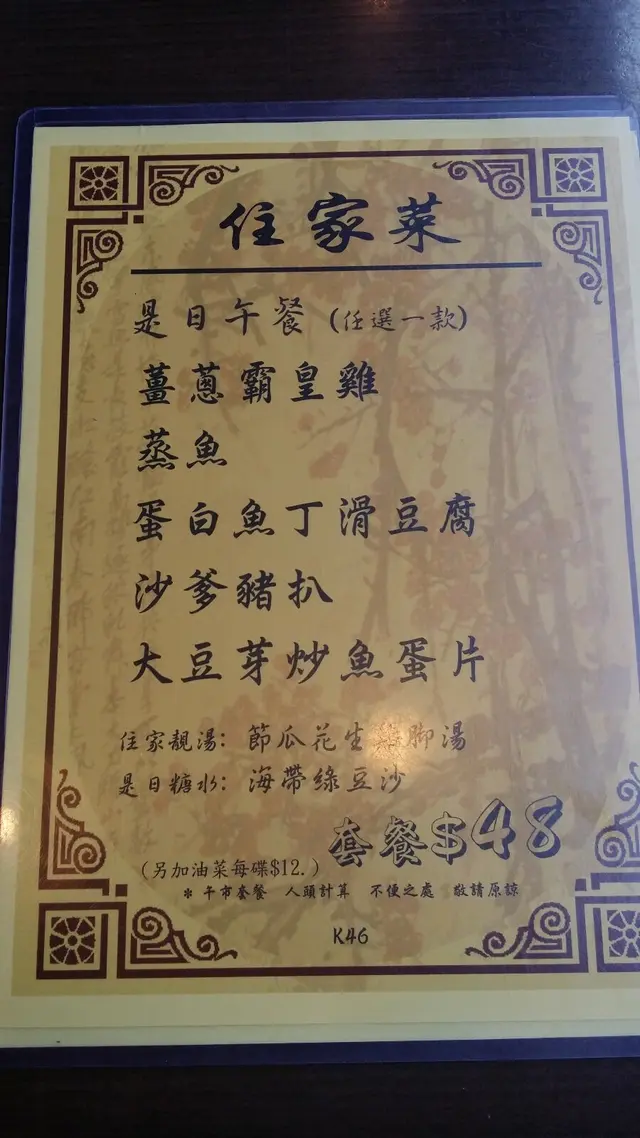 住家菜
是日午餐 (任選一款)
薑蔥霸皇雞
蒸魚
蛋白魚丁滑豆腐
沙爹豬扒
大豆芽炒魚蛋片
住家靚湯: 節瓜花生雞脚湯
是日糖水: 海帶綠豆沙
套餐$48
(另加油菜每碟$12.)
* 午市套餐 人頭計算 不便之處 敬請原諒
K46